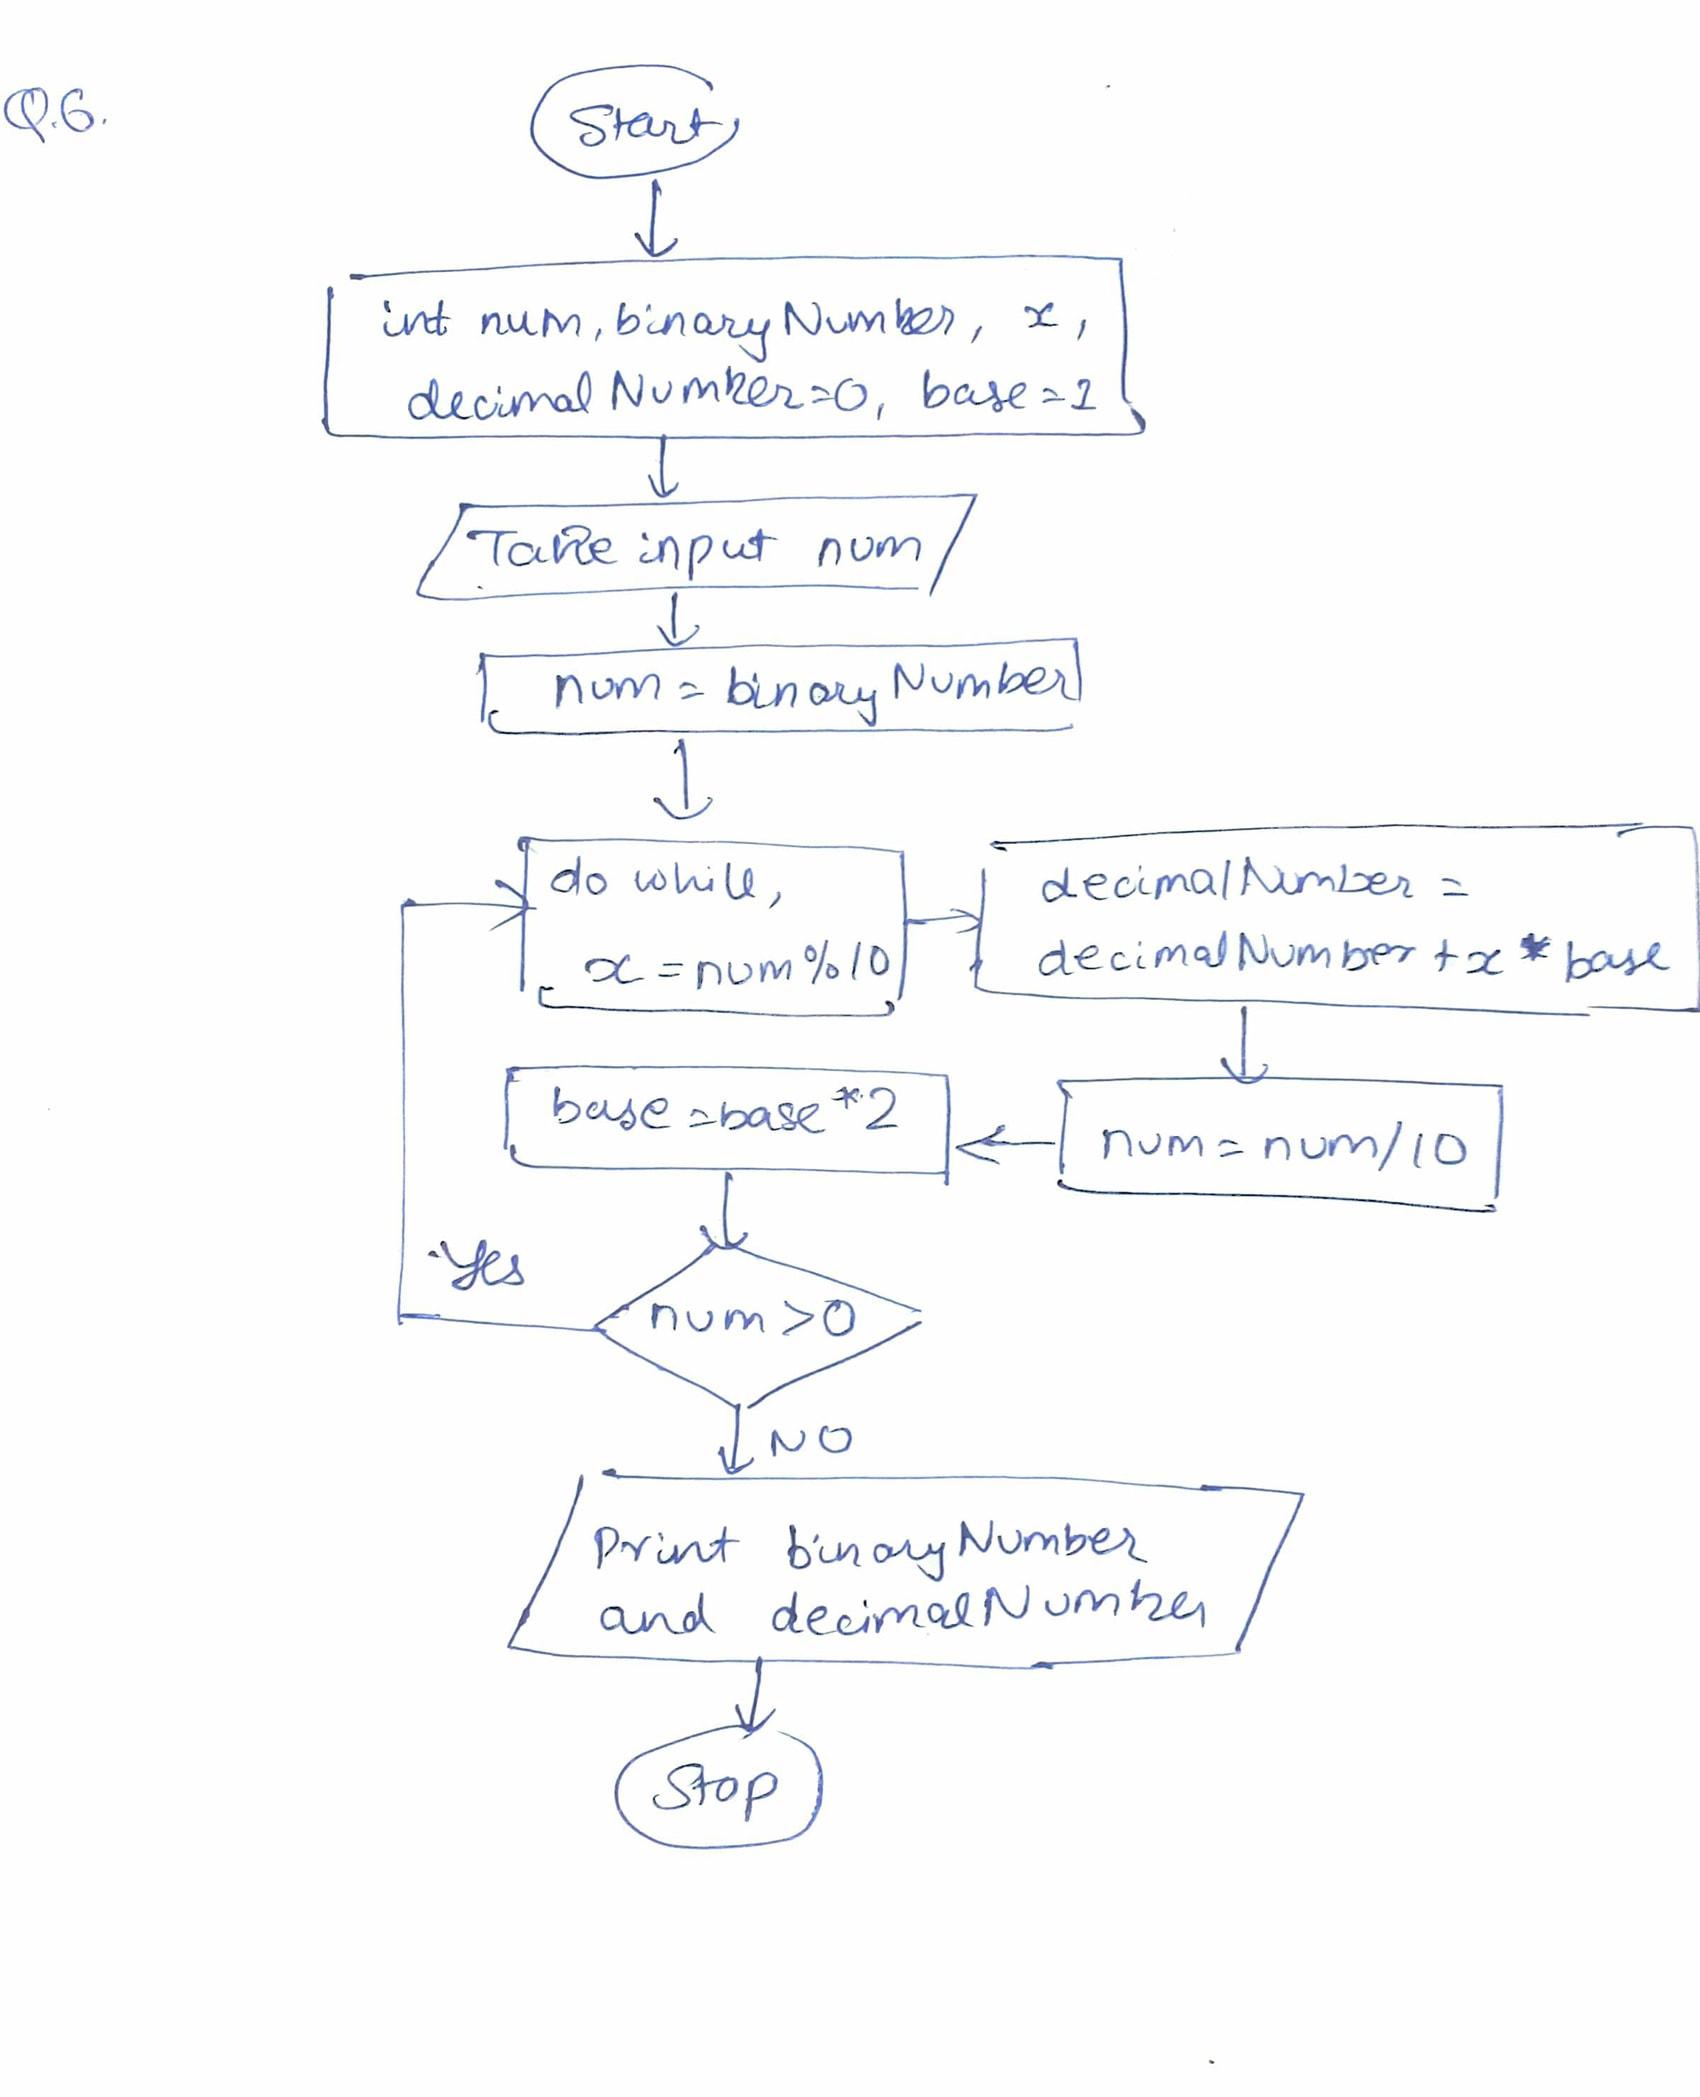 Q.6.
Start
int num, binaryNumber, x,
decimalNumber=0, base=1
Take input num
num = binaryNumber
do while,
x = num%10
decimalNumber =
decimalNumber + x * base
base = base*2
num = num/10
Yes
num > 0
NO
Print binaryNumber
and decimalNumber
Stop